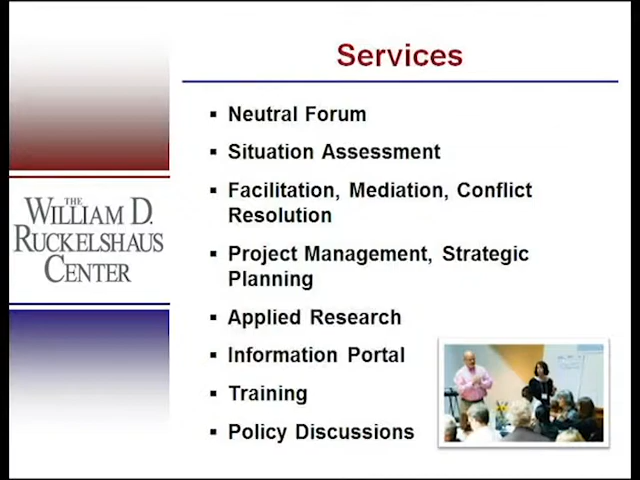 Services
THE
WILLIAM D.
RUCKELSHAUS
CENTER
▪ Neutral Forum
▪ Situation Assessment
▪ Facilitation, Mediation, Conflict
Resolution
▪ Project Management, Strategic
Planning
▪ Applied Research
▪ Information Portal
▪ Training
▪ Policy Discussions